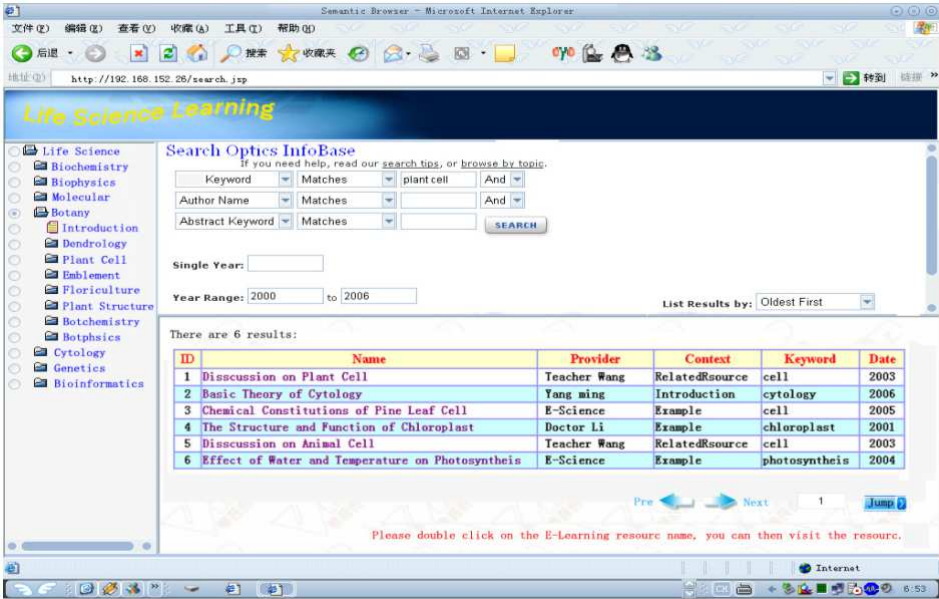 Semantic Browser - Microsoft Internet Explorer
文件(F) 编辑(E) 查看(V) 收藏(A) 工具(T) 帮助(H)
后退 搜索 收藏夹
地址(D) http://192.168.152.26/search.jsp 转到 链接 »
Life Science Learning
Life Science
Biochemistry
Biophysics
Molecular
Botany
Introduction
Dendrology
Plant Cell
Emblement
Floriculture
Plant Structure
Botchemistry
Botphsics
Cytology
Genetics
Bioinformatics
Search Optics InfoBase
If you need help, read our search tips, or browse by topic.
Keyword Matches plant cell And
Author Name Matches And
Abstract Keyword Matches SEARCH
Single Year:
Year Range: 2000 to 2006
List Results by: Oldest First
There are 6 results:
ID Name Provider Context Keyword Date
1 Disscussion on Plant Cell Teacher Wang RelatedRsource cell 2003
2 Basic Theory of Cytology Yang ming Introduction cytology 2006
3 Chemical Constitutions of Pine Leaf Cell E-Science Example cell 2005
4 The Structure and Function of Chloroplast Doctor Li Example chloroplast 2001
5 Disscussion on Animal Cell Teacher Wang RelatedRsource cell 2003
6 Effect of Water and Temperature on Photosyntheis E-Science Example photosyntheis 2004
Pre Next 1 Jump
Please double click on the E-Learning resourc name, you can then visit the resourc.
Internet
» CH « 6:53